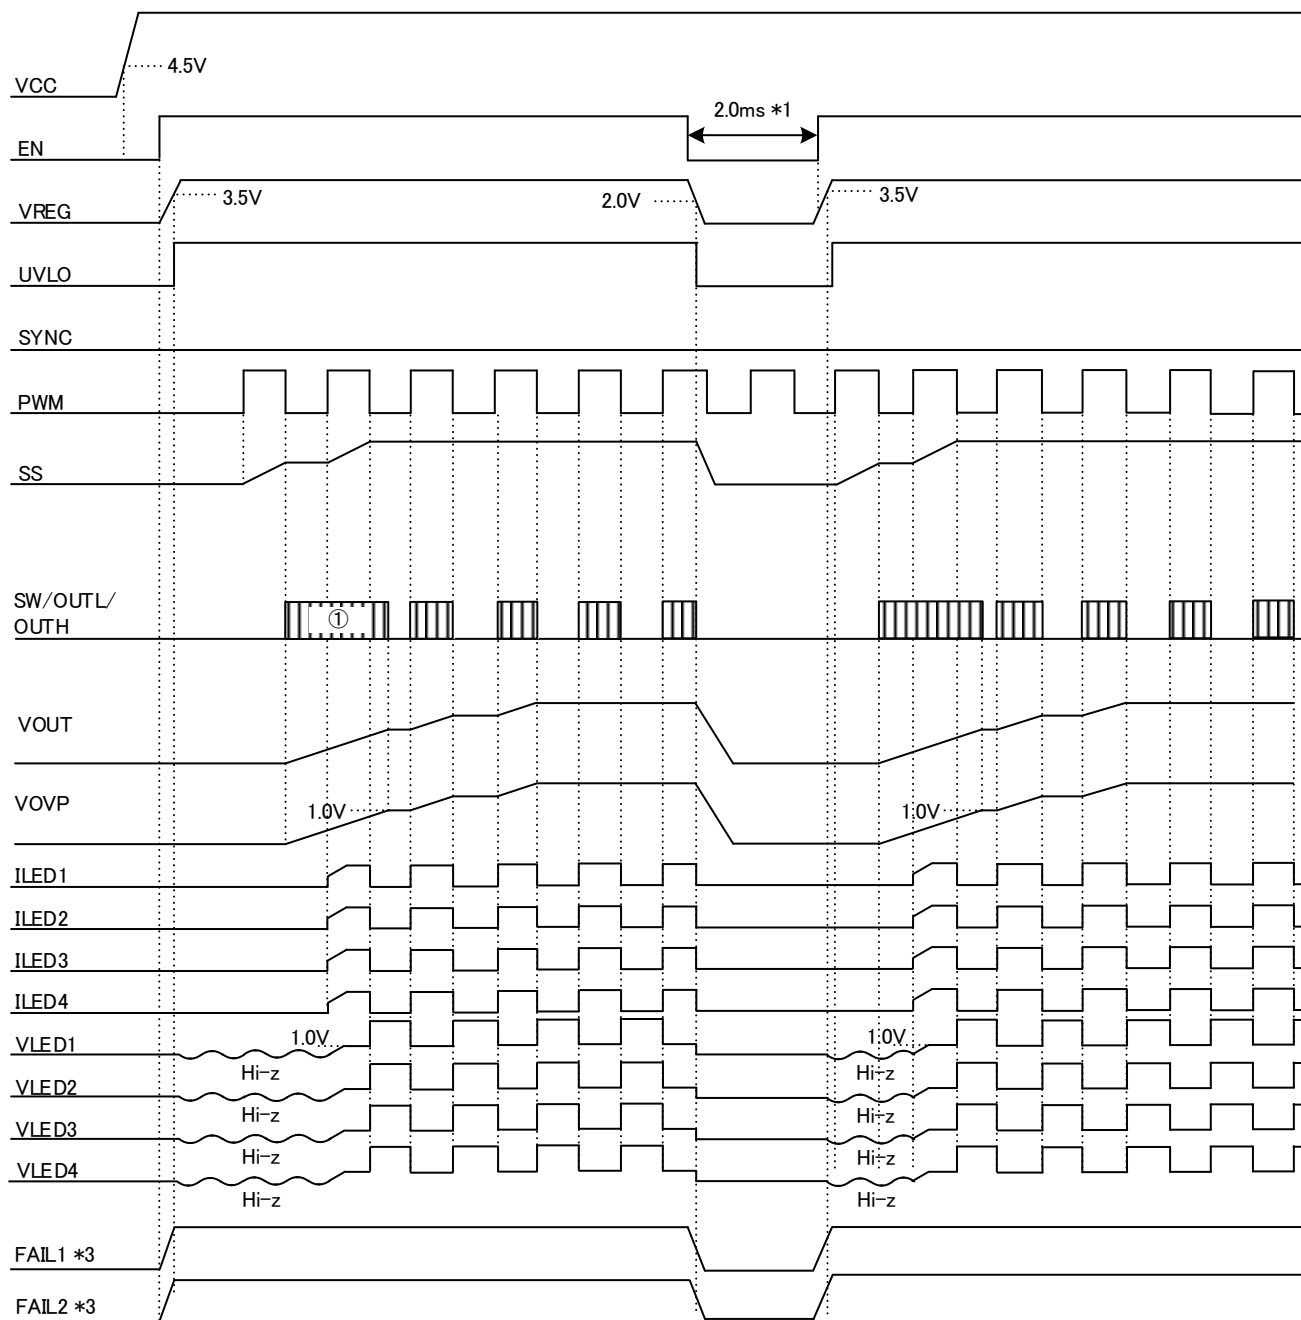 4.5V
VCC
2.0ms *1
EN
3.5V
2.0V
3.5V
VREG
UVLO
SYNC
PWM
SS
SW/OUTL/
OUTH
①
VOUT
VOVP
1.0V
1.0V
ILED1
ILED2
ILED3
ILED4
1.0V
1.0V
VLED1
Hi-z
Hi-z
VLED2
Hi-z
Hi-z
VLED3
Hi-z
Hi-z
VLED4
Hi-z
Hi-z
FAIL1 *3
FAIL2 *3